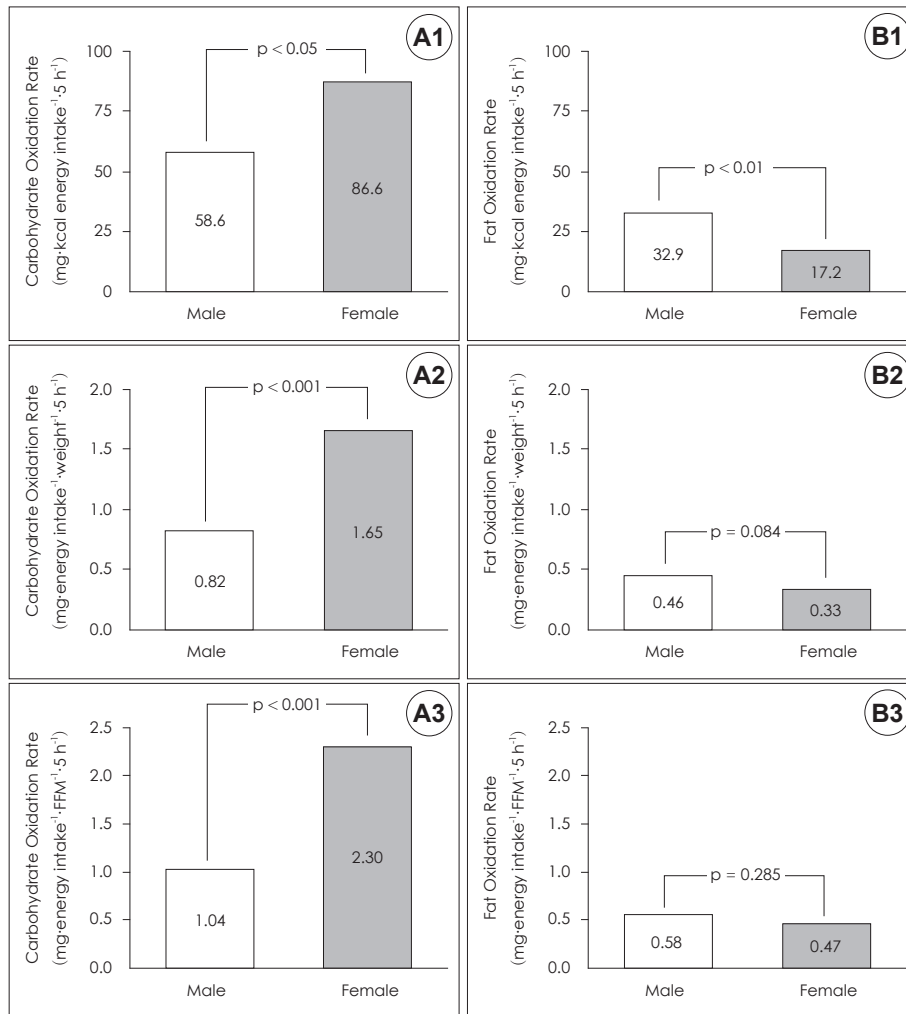 A1
Carbohydrate Oxidation Rate
(mg·kcal energy intake⁻¹·5 h⁻¹)
100
75
50
25
0
p < 0.05
58.6
86.6
Male
Female
B1
Fat Oxidation Rate
(mg·kcal energy intake⁻¹·5 h⁻¹)
100
75
50
25
0
p < 0.01
32.9
17.2
Male
Female
A2
Carbohydrate Oxidation Rate
(mg·energy intake⁻¹·weight⁻¹·5 h⁻¹)
2.0
1.5
1.0
0.5
0.0
p < 0.001
0.82
1.65
Male
Female
B2
Fat Oxidation Rate
(mg·energy intake⁻¹·weight⁻¹·5 h⁻¹)
2.0
1.5
1.0
0.5
0.0
p = 0.084
0.46
0.33
Male
Female
A3
Carbohydrate Oxidation Rate
(mg·energy intake⁻¹·FFM⁻¹·5 h⁻¹)
2.5
2.0
1.5
1.0
0.5
0.0
p < 0.001
1.04
2.30
Male
Female
B3
Fat Oxidation Rate
(mg·energy intake⁻¹·FFM⁻¹·5 h⁻¹)
2.5
2.0
1.5
1.0
0.5
0.0
p = 0.285
0.58
0.47
Male
Female